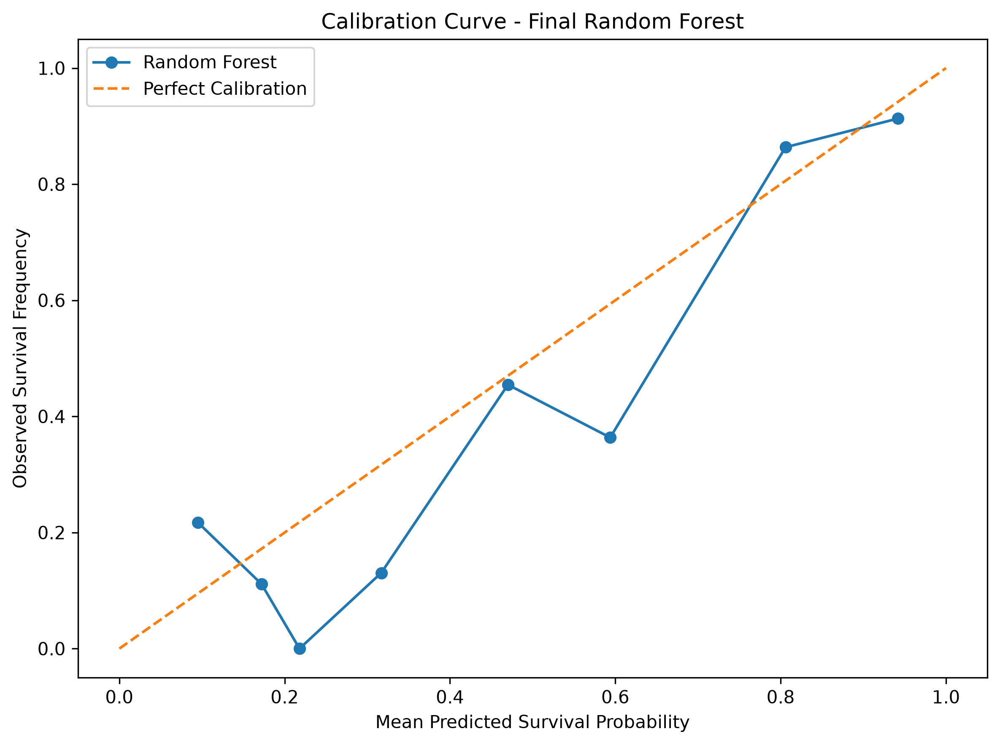 Calibration Curve - Final Random Forest
Random Forest
Perfect Calibration
Observed Survival Frequency
1.0
0.8
0.6
0.4
0.2
0.0
0.0 0.2 0.4 0.6 0.8 1.0
Mean Predicted Survival Probability